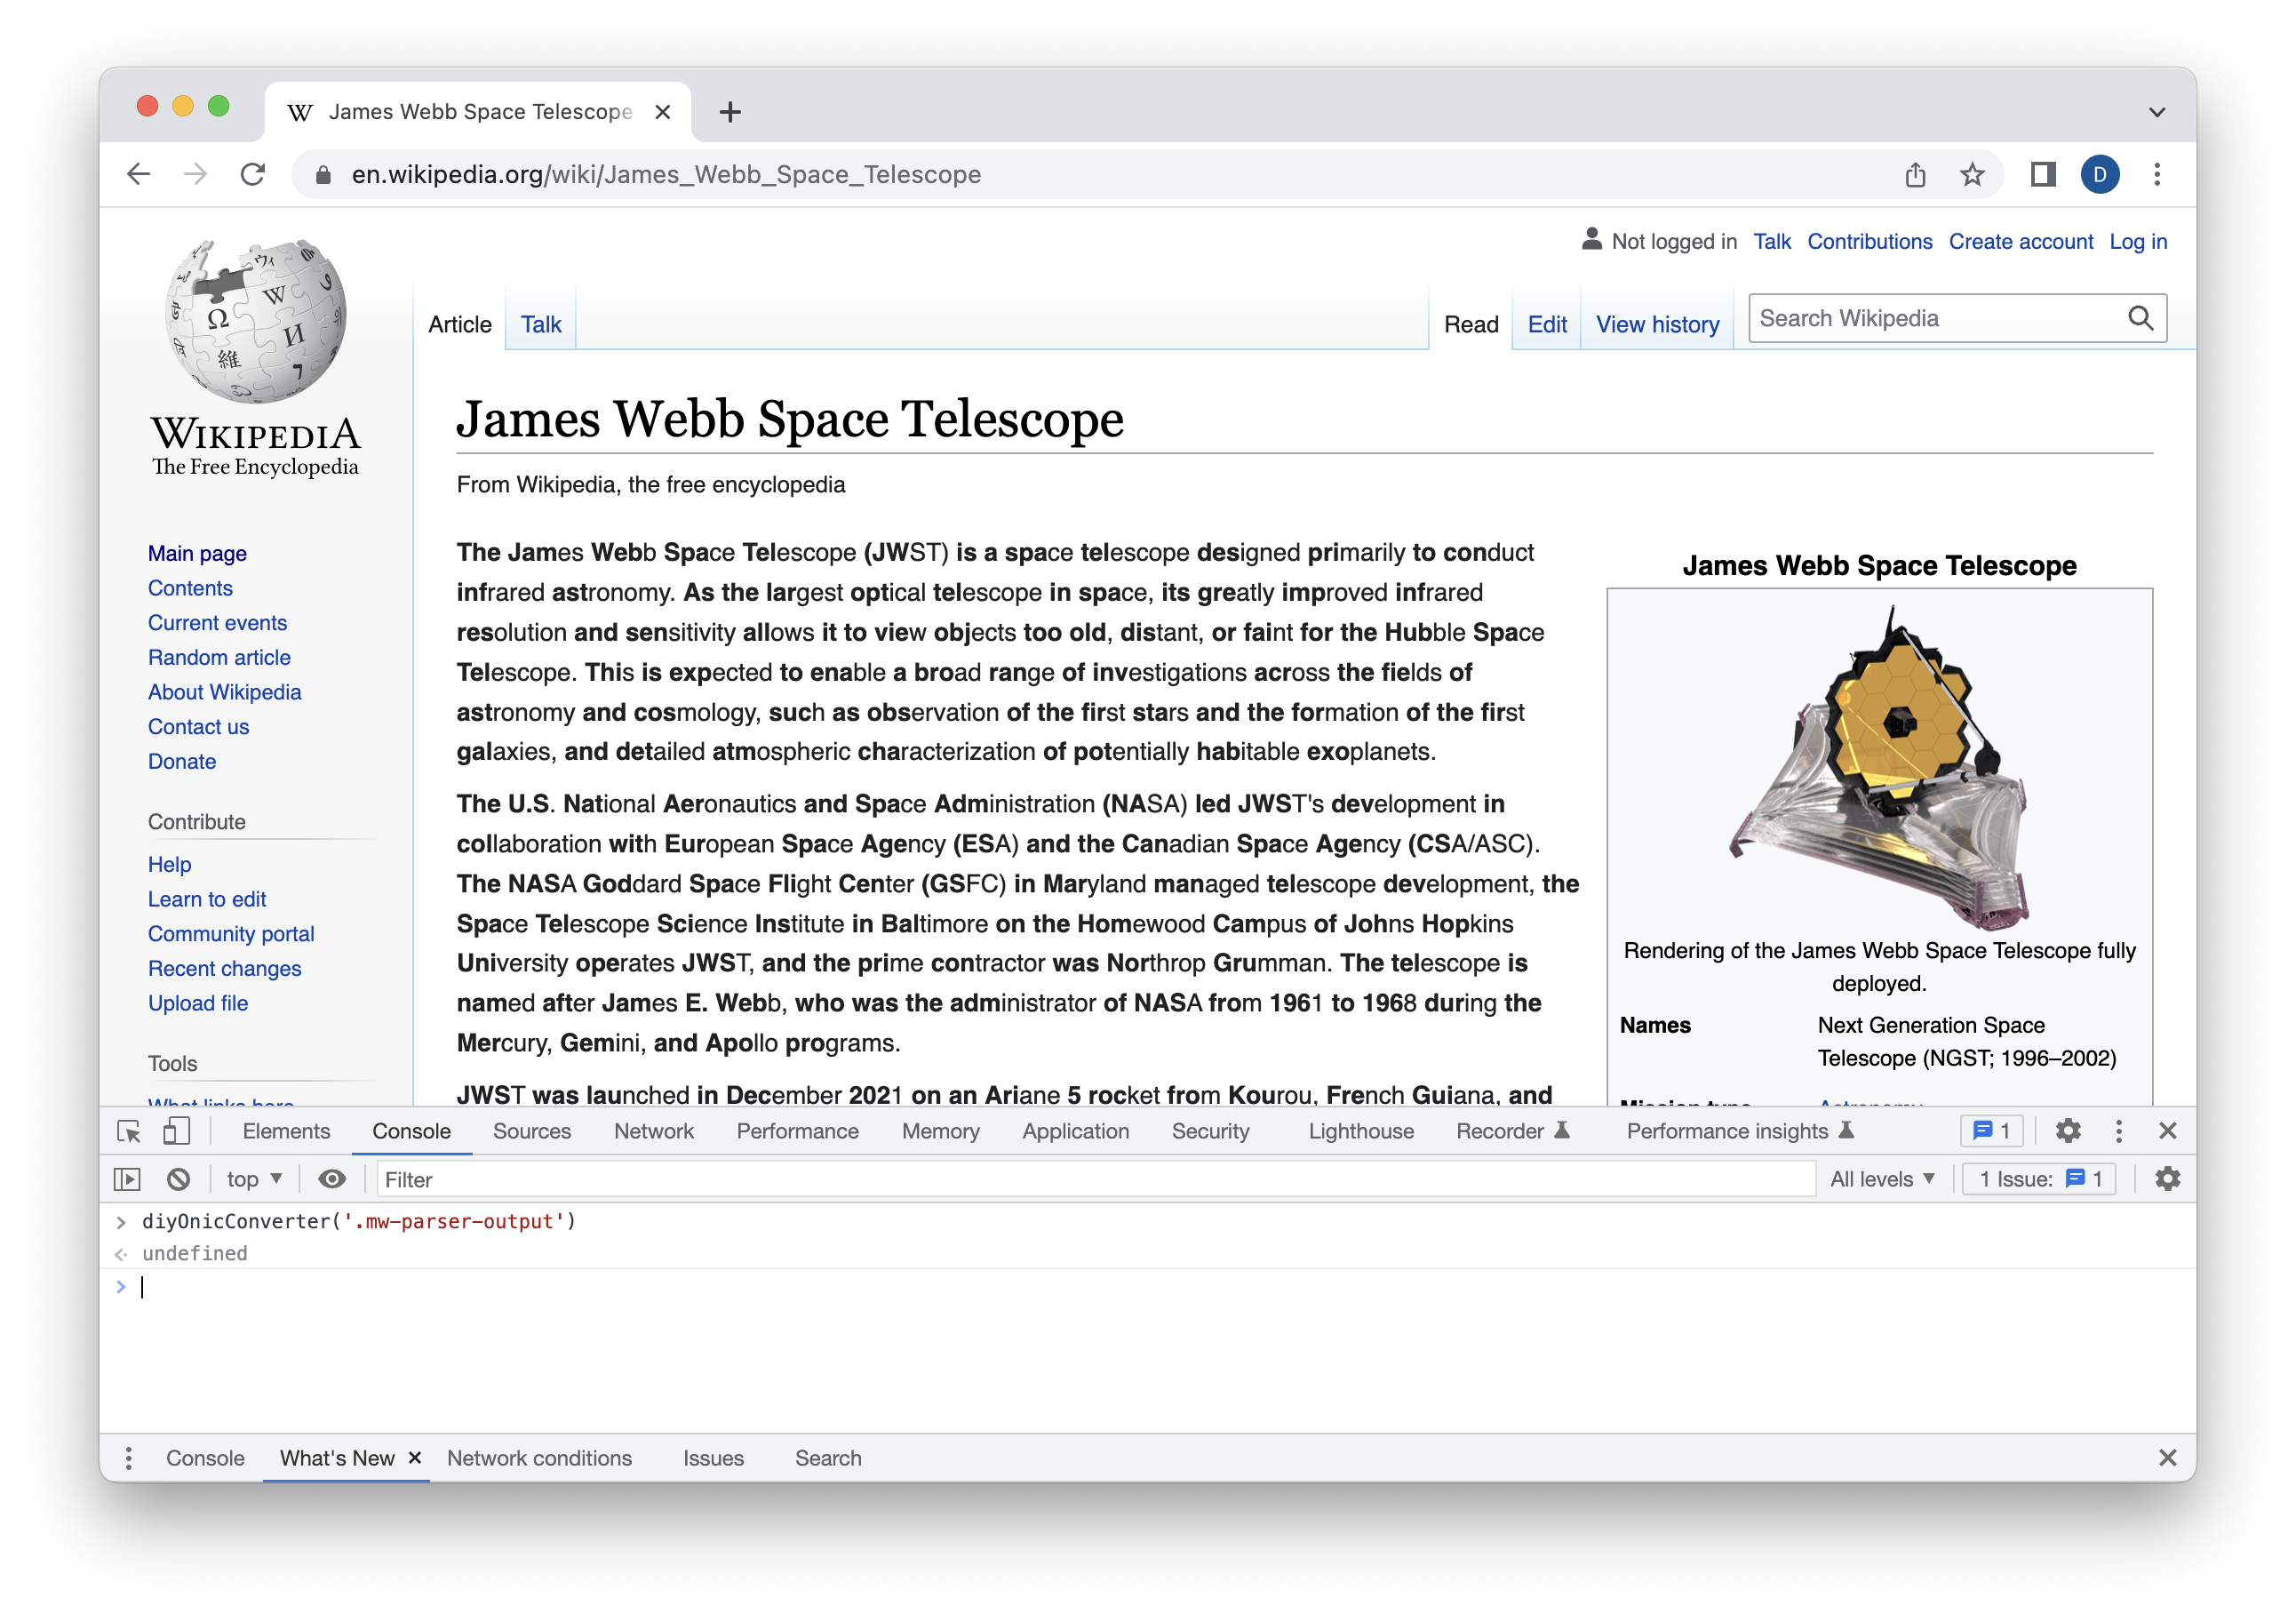 James Webb Space Telescope
en.wikipedia.org/wiki/James_Webb_Space_Telescope
D
Not logged in Talk Contributions Create account Log in
Article Talk Read Edit View history Search Wikipedia
WIKIPEDIA
The Free Encyclopedia
Main page
Contents
Current events
Random article
About Wikipedia
Contact us
Donate
Contribute
Help
Learn to edit
Community portal
Recent changes
Upload file
Tools
What links here
James Webb Space Telescope
From Wikipedia, the free encyclopedia
The James Webb Space Telescope (JWST) is a space telescope designed primarily to conduct
infrared astronomy. As the largest optical telescope in space, its greatly improved infrared
resolution and sensitivity allows it to view objects too old, distant, or faint for the Hubble Space
Telescope. This is expected to enable a broad range of investigations across the fields of
astronomy and cosmology, such as observation of the first stars and the formation of the first
galaxies, and detailed atmospheric characterization of potentially habitable exoplanets.
The U.S. National Aeronautics and Space Administration (NASA) led JWST's development in
collaboration with European Space Agency (ESA) and the Canadian Space Agency (CSA/ASC).
The NASA Goddard Space Flight Center (GSFC) in Maryland managed telescope development, the
Space Telescope Science Institute in Baltimore on the Homewood Campus of Johns Hopkins
University operates JWST, and the prime contractor was Northrop Grumman. The telescope is
named after James E. Webb, who was the administrator of NASA from 1961 to 1968 during the
Mercury, Gemini, and Apollo programs.
JWST was launched in December 2021 on an Ariane 5 rocket from Kourou, French Guiana, and
James Webb Space Telescope
Rendering of the James Webb Space Telescope fully
deployed.
Names Next Generation Space
Telescope (NGST; 1996–2002)
Mission type Astronomy
Elements Console Sources Network Performance Memory Application Security Lighthouse Recorder Performance insights 1
top Filter All levels 1 Issue: 1
diyOnicConverter('.mw-parser-output')
undefined
Console What's New Network conditions Issues Search